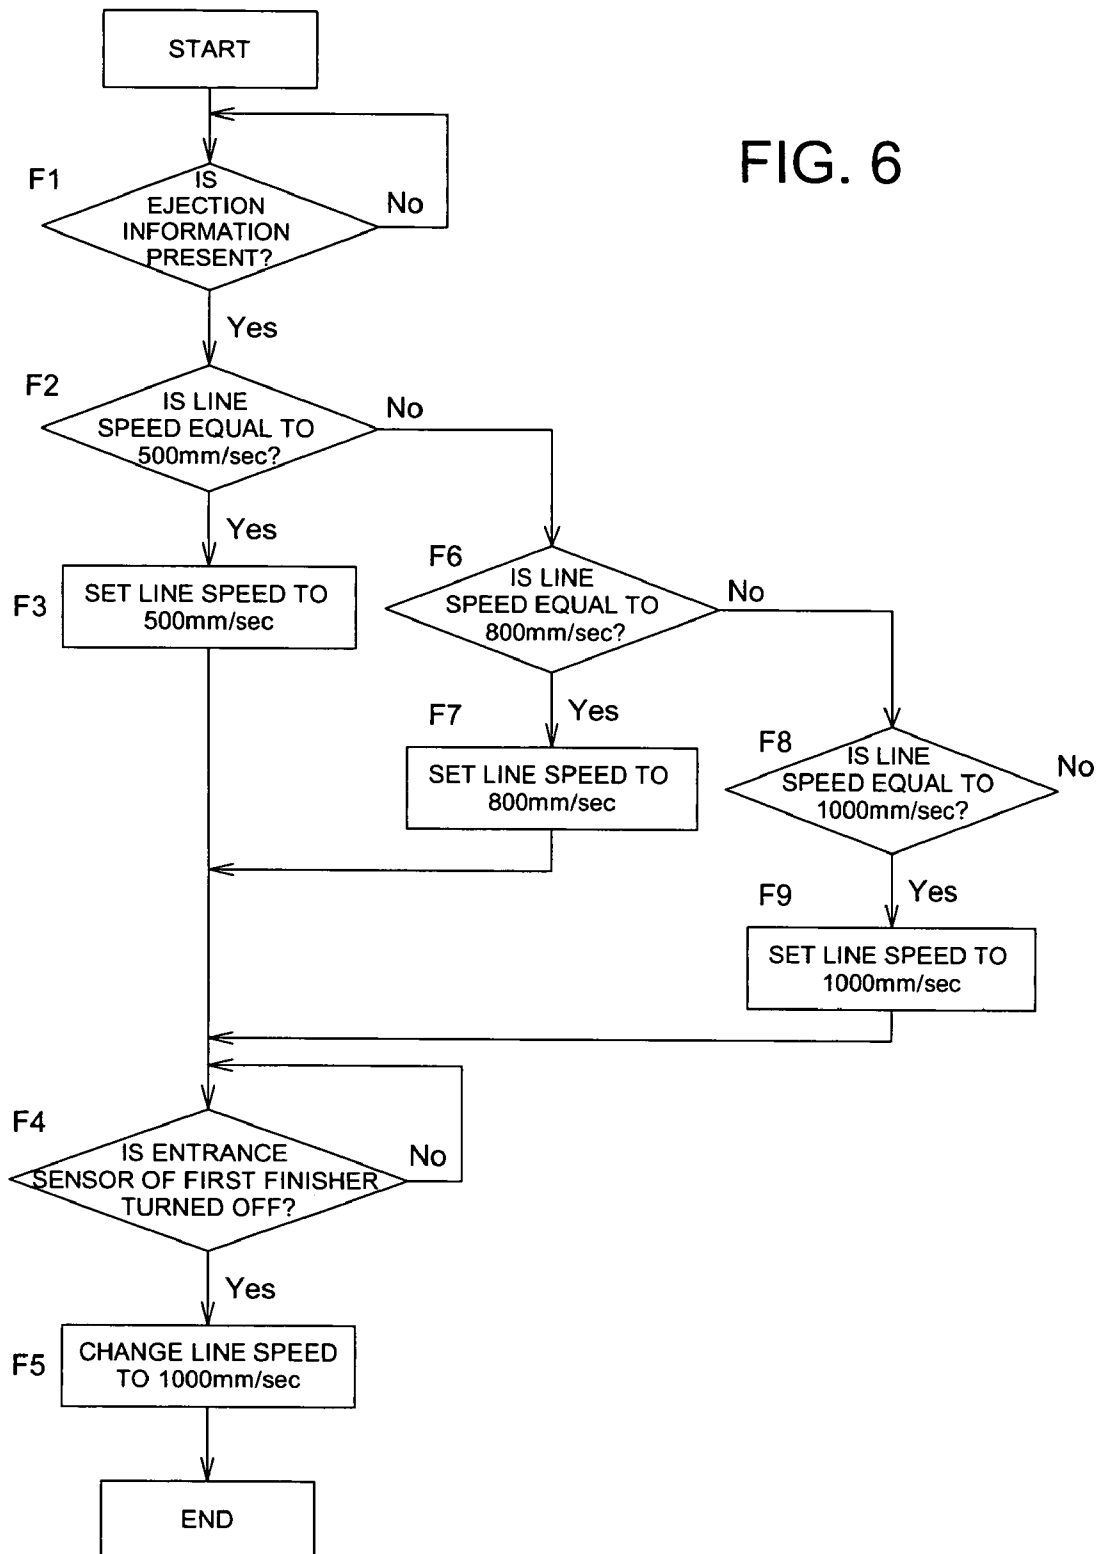 START
FIG. 6
F1
IS
EJECTION
INFORMATION
PRESENT?
No
Yes
F2
IS LINE
SPEED EQUAL TO
500mm/sec?
No
Yes
F3
SET LINE SPEED TO
500mm/sec
F6
IS LINE
SPEED EQUAL TO
800mm/sec?
No
Yes
F7
SET LINE SPEED TO
800mm/sec
F8
IS LINE
SPEED EQUAL TO
1000mm/sec?
No
Yes
F9
SET LINE SPEED TO
1000mm/sec
F4
IS ENTRANCE
SENSOR OF FIRST FINISHER
TURNED OFF?
No
Yes
F5
CHANGE LINE SPEED
TO 1000mm/sec
END